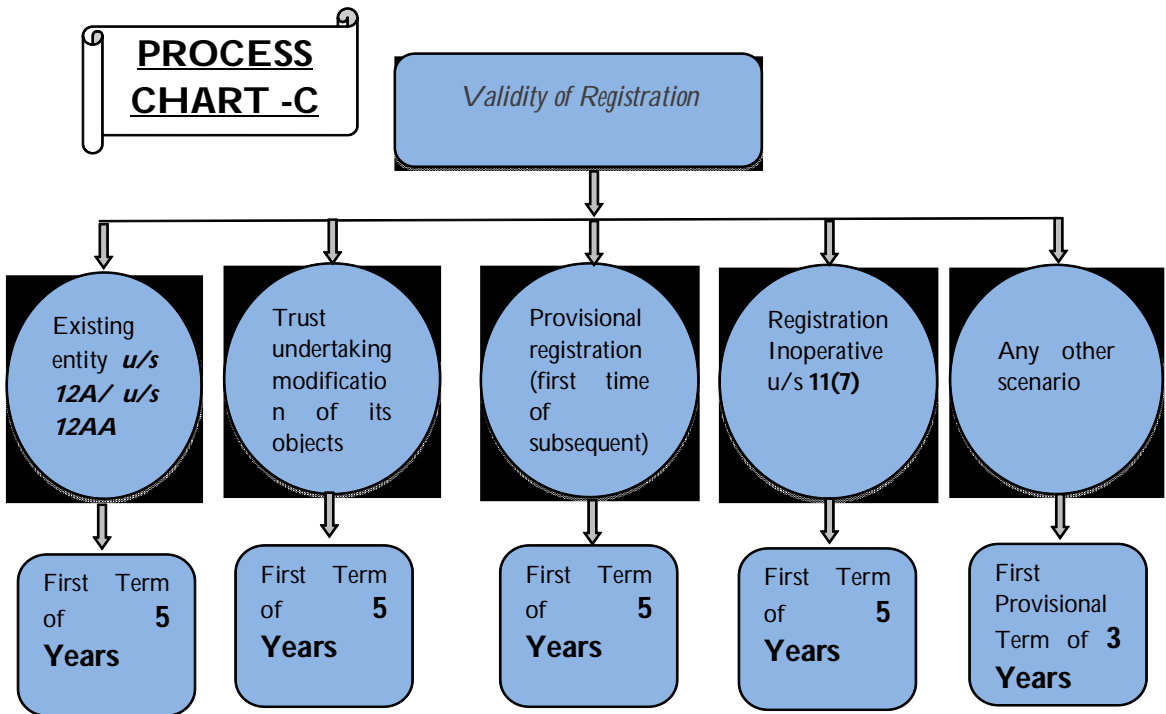 PROCESS
CHART -C
Validity of Registration
Existing
entity u/s
12A/ u/s
12AA
Trust
undertaking
modificatio
n of its
objects
Provisional
registration
(first time
of
subsequent)
Registration
Inoperative
u/s 11(7)
Any other
scenario
First Term
of 5
Years
First Term
of 5
Years
First Term
of 5
Years
First Term
of 5
Years
First
Provisional
Term of 3
Years